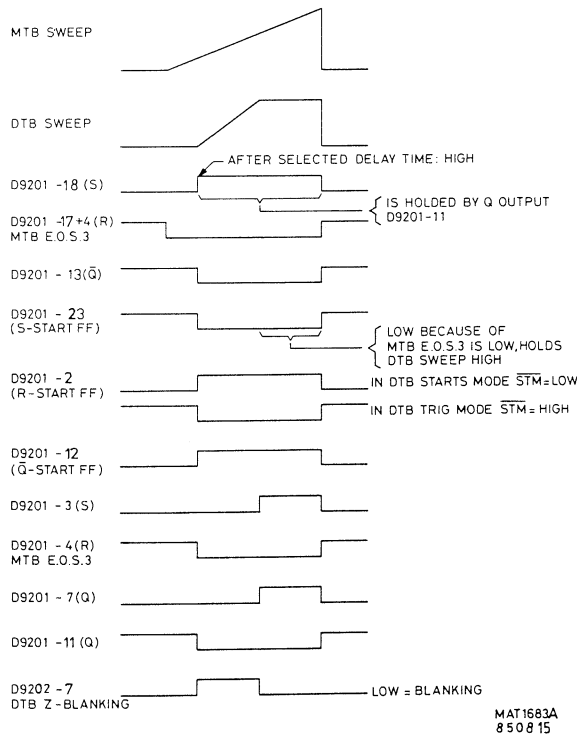 MTB SWEEP
DTB SWEEP
AFTER SELECTED DELAY TIME: HIGH
D9201 -18 (S)
IS HOLDED BY Q OUTPUT
D9201-11
D9201 -17+4 (R)
MTB E.O.S.3
D9201 - 13(Q̅)
D9201 - 23
(S-START FF)
LOW BECAUSE OF
MTB E.O.S.3 IS LOW, HOLDS
DTB SWEEP HIGH
D9201 -2
(R-START FF)
IN DTB STARTS MODE S̅T̅M̅=LOW
IN DTB TRIG MODE S̅T̅M̅= HIGH
D9201 -12
(Q̅-START FF)
D9201 -3 (S)
D9201 -4(R)
MTB E.O.S.3
D9201 -7(Q)
D9201 -11 (Q)
D9202 -7
DTB Z-BLANKING
LOW = BLANKING
MAT1683A
850815